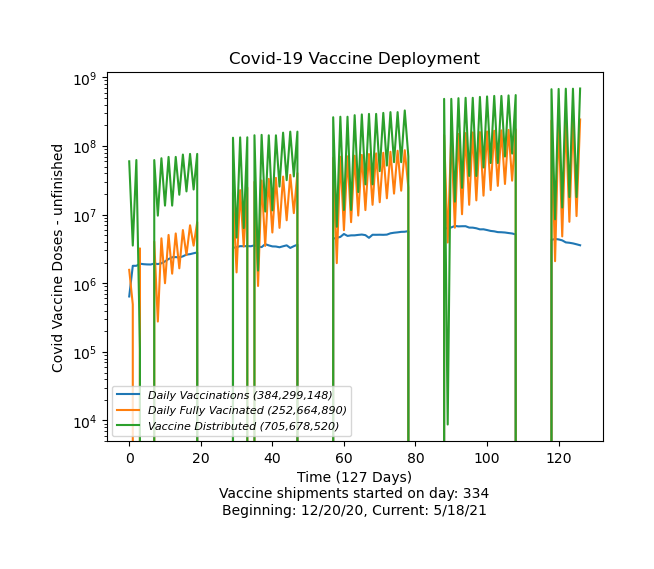 Covid-19 Vaccine Deployment
Covid Vaccine Doses - unfinished
10⁹
10⁸
10⁷
10⁶
10⁵
10⁴
Daily Vaccinations (384,299,148)
Daily Fully Vacinated (252,664,890)
Vaccine Distributed (705,678,520)
0 20 40 60 80 100 120
Time (127 Days)
Vaccine shipments started on day: 334
Beginning: 12/20/20, Current: 5/18/21